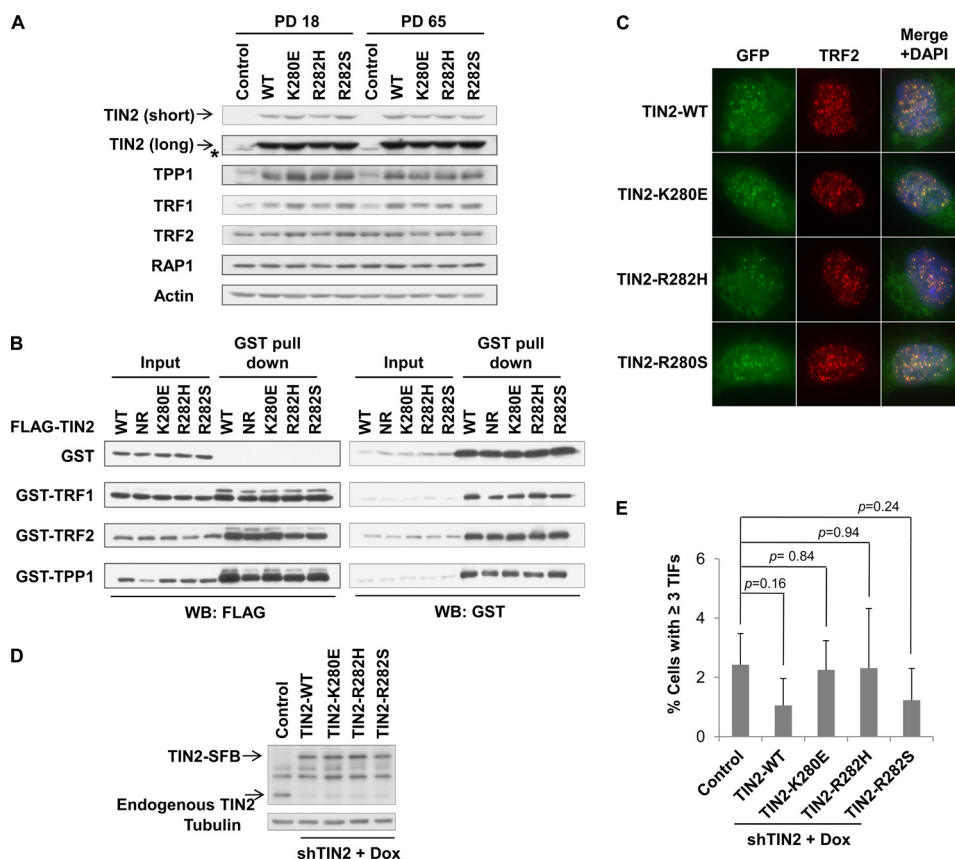 A
PD 18 PD 65
Control WT K280E R282H R282S Control WT K280E R282H R282S
TIN2 (short)
TIN2 (long)
*
TPP1
TRF1
TRF2
RAP1
Actin
B
Input GST pull down Input GST pull down
FLAG-TIN2 WT NR K280E R282H R282S WT NR K280E R282H R282S WT NR K280E R282H R282S WT NR K280E R282H R282S
GST
GST-TRF1
GST-TRF2
GST-TPP1
WB: FLAG WB: GST
C
GFP TRF2 Merge +DAPI
TIN2-WT
TIN2-K280E
TIN2-R282H
TIN2-R280S
D
Control TIN2-WT TIN2-K280E TIN2-R282H TIN2-R282S
TIN2-SFB
Endogenous TIN2
Tubulin
shTIN2 + Dox
E
p=0.24
p=0.94
p= 0.84
p=0.16
% Cells with ≥ 3 TIFs
6
4
2
0
Control TIN2-WT TIN2-K280E TIN2-R282H TIN2-R282S
shTIN2 + Dox